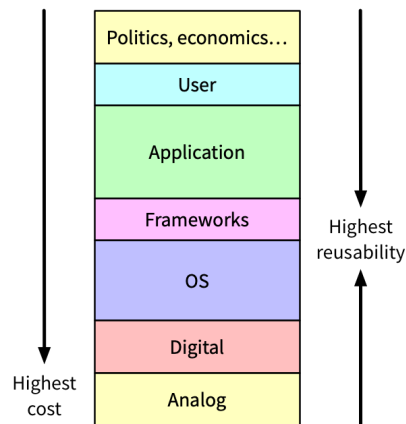 Politics, economics…
User
Application
Frameworks
Highest
reusability
OS
Digital
Highest
cost
Analog